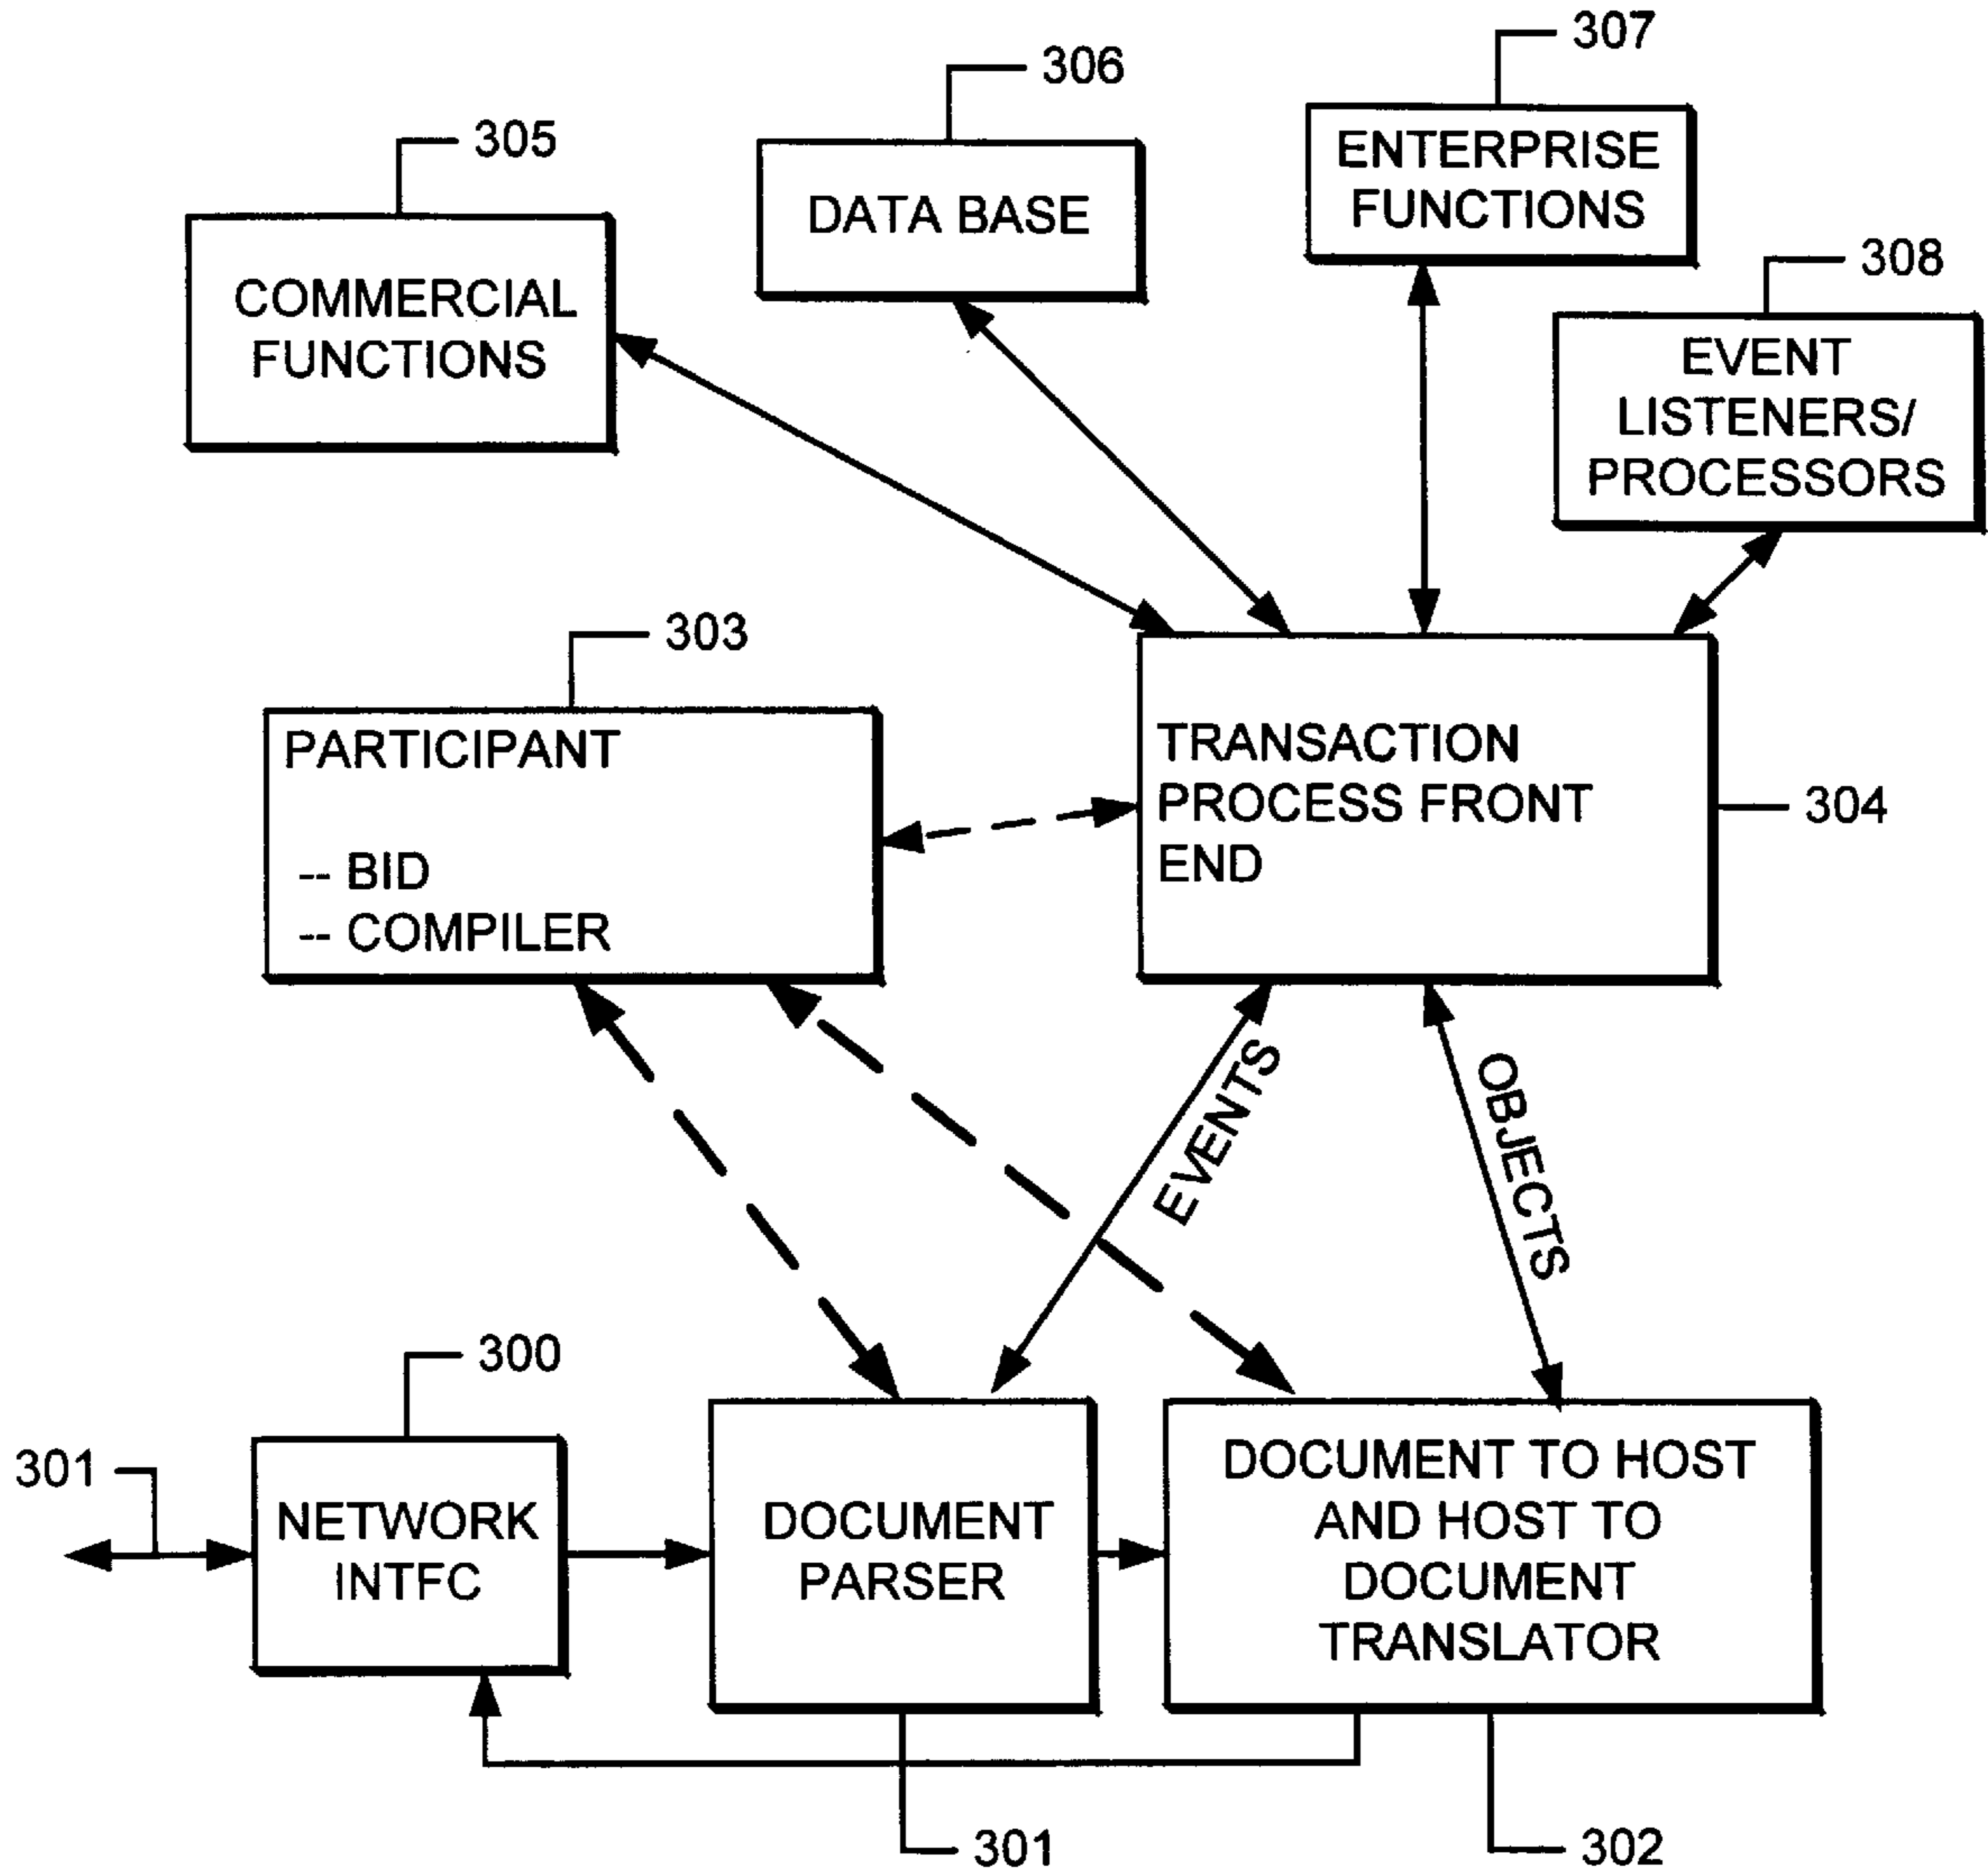 307
306
305
ENTERPRISE
FUNCTIONS
DATA BASE
308
COMMERCIAL
FUNCTIONS
EVENT
LISTENERS/
PROCESSORS
303
PARTICIPANT
-- BID
-- COMPILER
TRANSACTION
PROCESS FRONT
END
304
EVENTS
OBJECTS
300
301
NETWORK
INTFC
DOCUMENT
PARSER
DOCUMENT TO HOST
AND HOST TO
DOCUMENT
TRANSLATOR
301
302